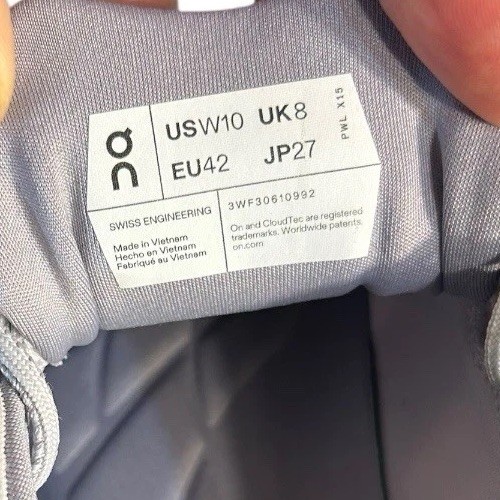 On
USW10 UK8
EU42 JP27
PWL X15
SWISS ENGINEERING
Made in Vietnam
Hecho en Vietnam
Fabriqué au Vietnam
3WF30610992
On and CloudTec are registered
trademarks. Worldwide patents.
on.com